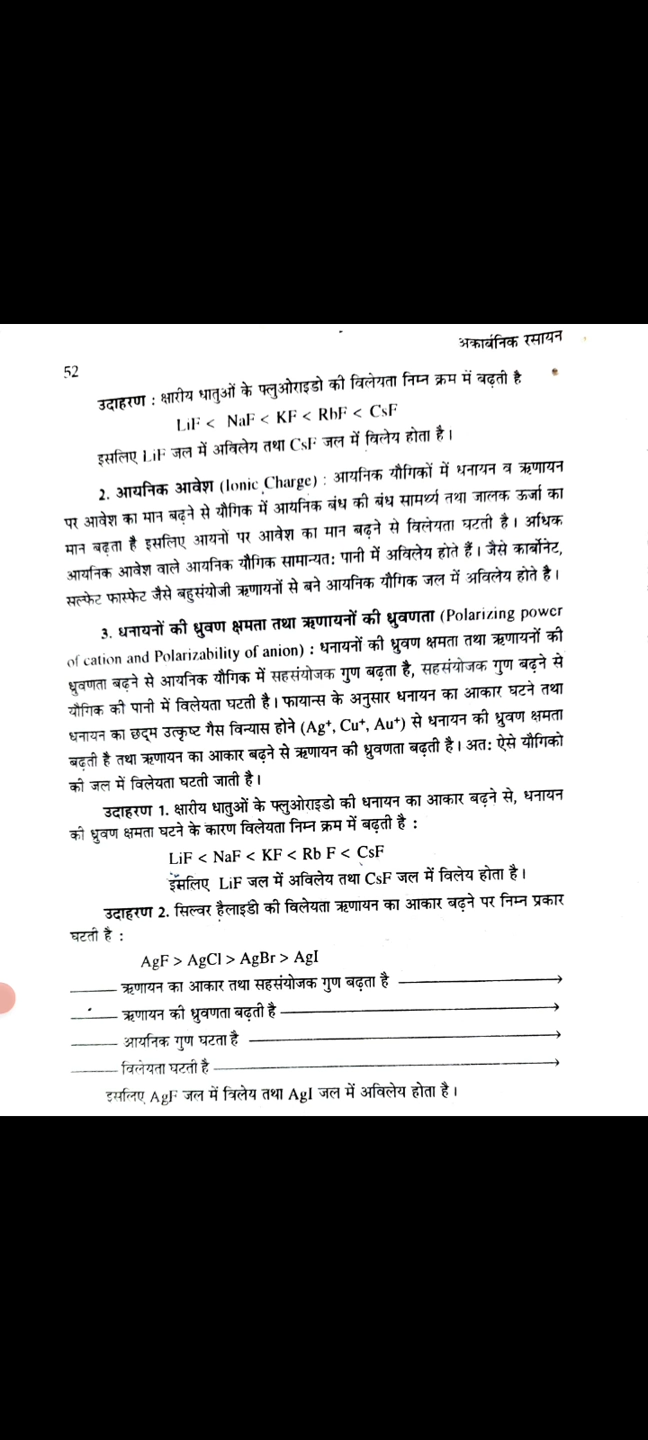 अकार्बनिक रसायन
52
उदाहरण : क्षारीय धातुओं के फ्लुओराइडो की विलेयता निम्न क्रम में बढ़ती है
LiF < NaF < KF < RbF < CsF
इसलिए LiF जल में अविलेय तथा CsF जल में विलेय होता है।
2. आयनिक आवेश (Ionic Charge) : आयनिक यौगिकों में धनायन व ऋणायन
पर आवेश का मान बढ़ने से यौगिक में आयनिक बंध की बंध सामर्थ्य तथा जालक ऊर्जा का
मान बढ़ता है इसलिए आयनो पर आवेश का मान बढ़ने से विलेयता घटती है। अधिक
आयनिक आवेश वाले आयनिक यौगिक सामान्यत: पानी में अविलेय होते हैं। जैसे कार्बोनेट,
सल्फेट फास्फेट जैसे बहुसंयोजी ऋणायनों से बने आयनिक यौगिक जल में अविलेय होते है।
3. धनायनों की ध्रुवण क्षमता तथा ऋणायनों की ध्रुवणता (Polarizing power
of cation and Polarizability of anion) : धनायनों की ध्रुवण क्षमता तथा ऋणायनों की
ध्रुवणता बढ़ने से आयनिक यौगिक में सहसंयोजक गुण बढ़ता है, सहसंयोजक गुण बढ़ने से
यौगिक की पानी में विलेयता घटती है। फायान्स के अनुसार धनायन का आकार घटने तथा
धनायन का छद्म उत्कृष्ट गैस विन्यास होने (Ag⁺, Cu⁺, Au⁺) से धनायन की ध्रुवण क्षमता
बढ़ती है तथा ऋणायन का आकार बढ़ने से ऋणायन की ध्रुवणता बढ़ती है। अत: ऐसे यौगिको
की जल में विलेयता घटती जाती है।
उदाहरण 1. क्षारीय धातुओं के फ्लुओराइडो की धनायन का आकार बढ़ने से, धनायन
की ध्रुवण क्षमता घटने के कारण विलेयता निम्न क्रम में बढ़ती है :
LiF < NaF < KF < Rb F < CsF
इसलिए LiF जल में अविलेय तथा CsF जल में विलेय होता है।
उदाहरण 2. सिल्वर हैलाइडो की विलेयता ऋणायन का आकार बढ़ने पर निम्न प्रकार
घटती है :
AgF > AgCl > AgBr > AgI
ऋणायन का आकार तथा सहसंयोजक गुण बढ़ता है
ऋणायन की ध्रुवणता बढ़ती है
आयनिक गुण घटता है
विलेयता घटती है
इसलिए AgF जल में विलेय तथा AgI जल में अविलेय होता है।